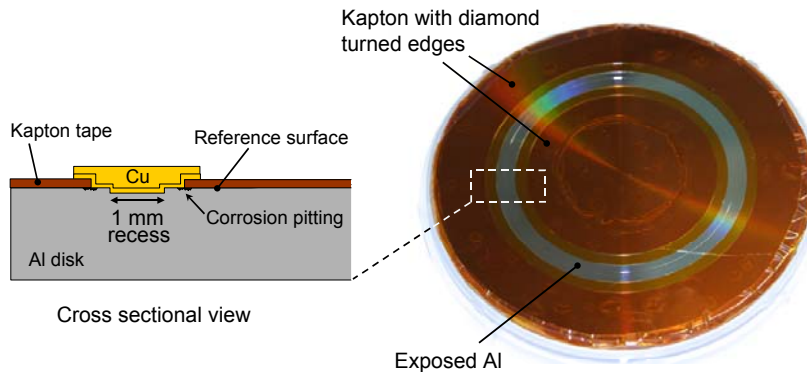 Kapton with diamond
turned edges
Kapton tape
Reference surface
Cu
1 mm
recess
Corrosion pitting
Al disk
Cross sectional view
Exposed Al